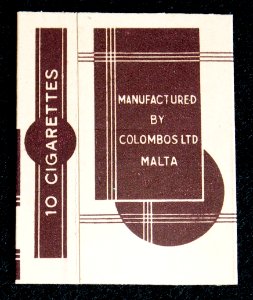 10 CIGARETTES
MANUFACTURED
BY
COLOMBOS LTD
MALTA